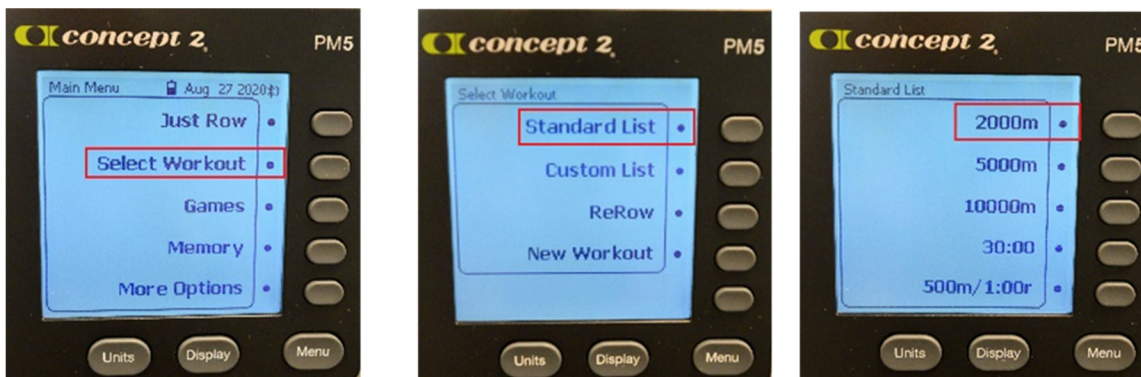 concept 2.
PM5
Main Menu Aug 27 2020
Just Row
Select Workout
Games
Memory
More Options
Units Display Menu
concept 2.
PM5
Select Workout
Standard List
Custom List
ReRow
New Workout
Units Display Menu
concept 2.
PM5
Standard List
2000m
5000m
10000m
30:00
500m/1:00r
Units Display Menu